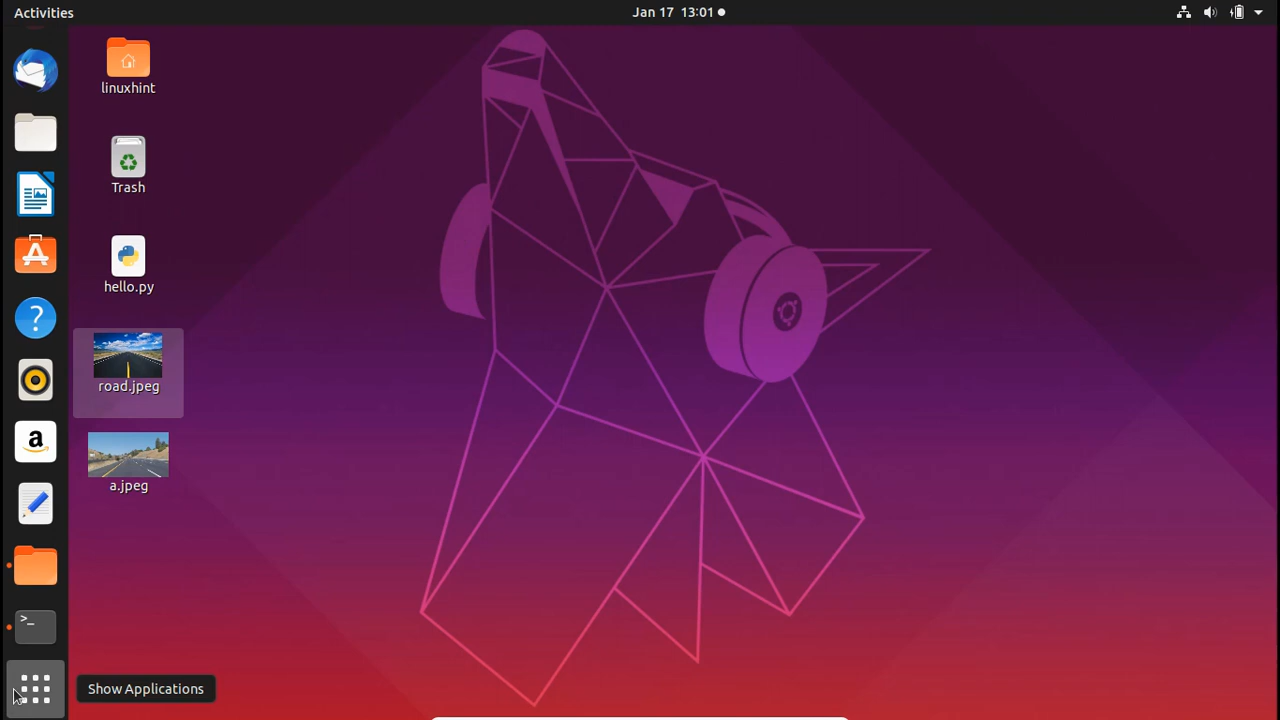 Activities
Jan 17 13:01
linuxhint
Trash
hello.py
road.jpeg
a.jpeg
Show Applications